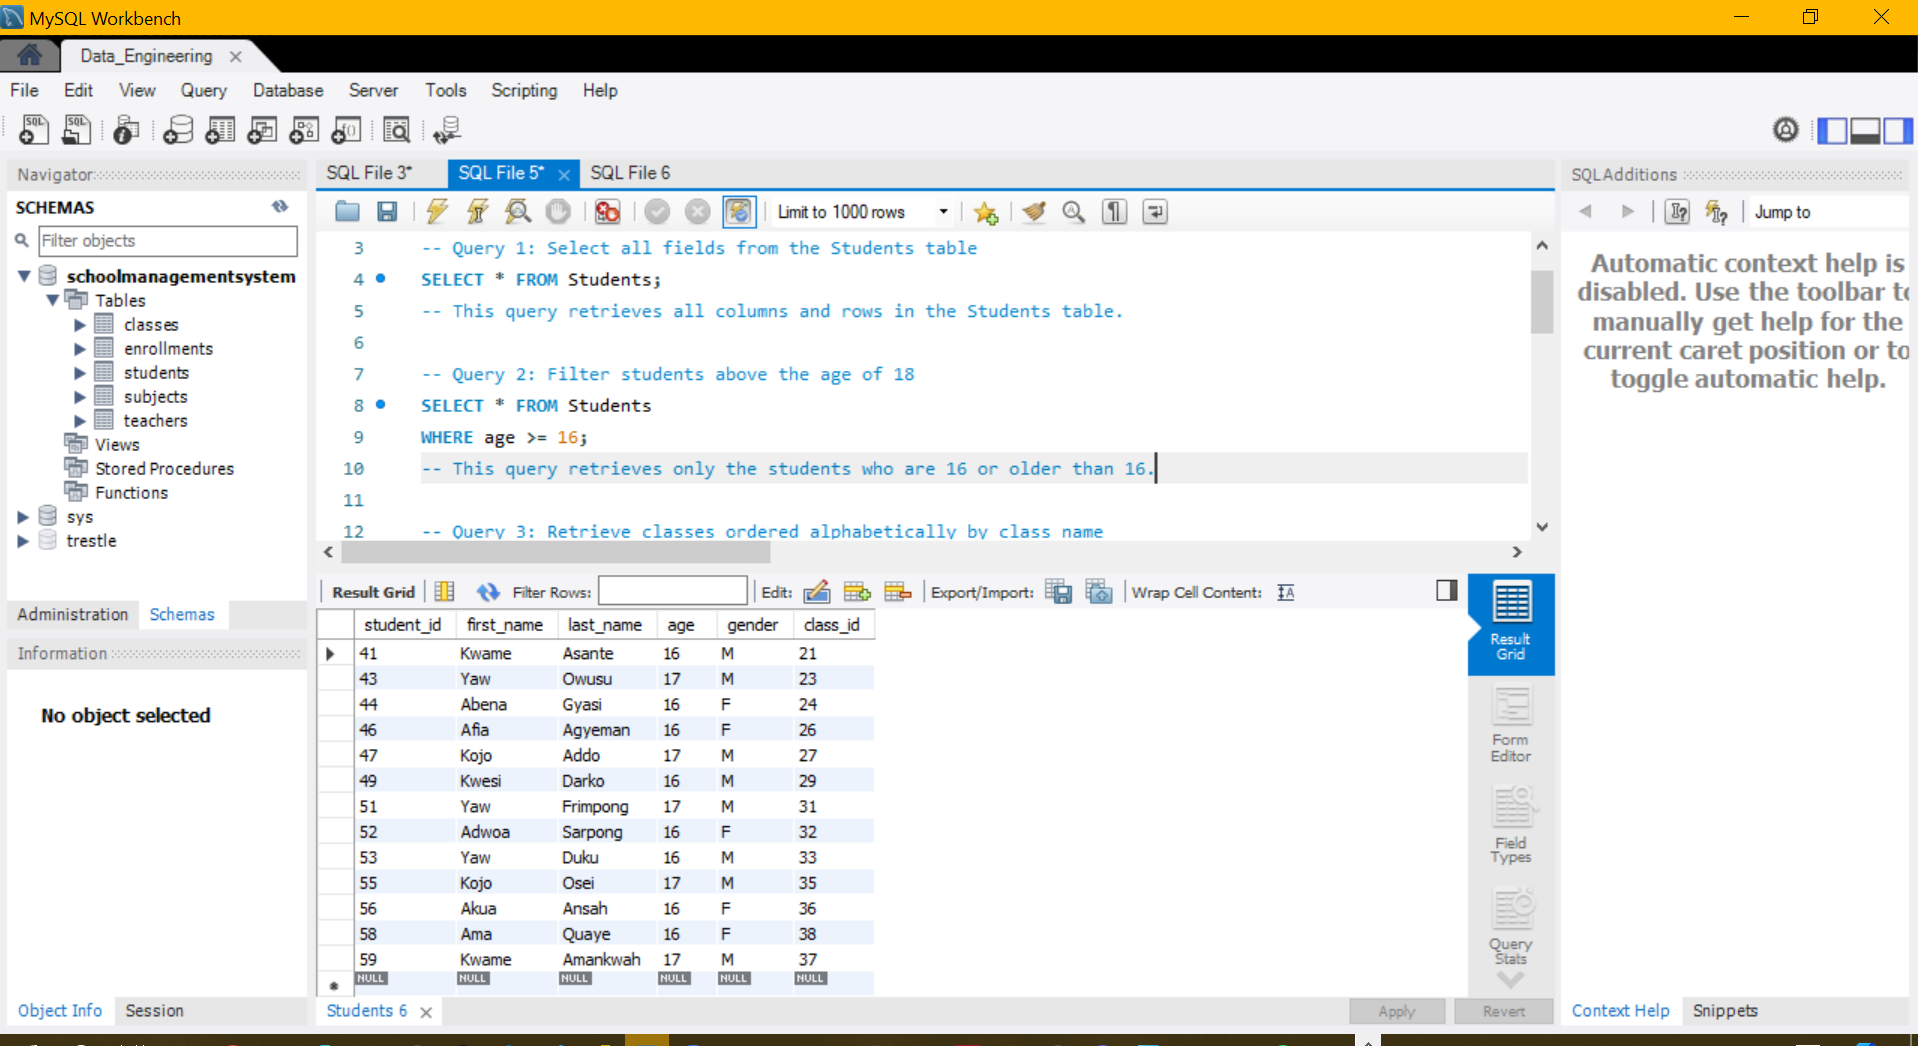 MySQL Workbench
Data_Engineering
File Edit View Query Database Server Tools Scripting Help
Navigator
SCHEMAS
Filter objects
schoolmanagementsystem
Tables
classes
enrollments
students
subjects
teachers
Views
Stored Procedures
Functions
sys
trestle
Administration Schemas
Information
No object selected
Object Info Session
SQL File 3* SQL File 5* SQL File 6
Limit to 1000 rows
3 -- Query 1: Select all fields from the Students table
4 SELECT * FROM Students;
5 -- This query retrieves all columns and rows in the Students table.
6
7 -- Query 2: Filter students above the age of 18
8 SELECT * FROM Students
9 WHERE age >= 16;
10 -- This query retrieves only the students who are 16 or older than 16.
11
12 -- Query 3: Retrieve classes ordered alphabetically by class name
Result Grid Filter Rows: Edit: Export/Import: Wrap Cell Content:
student_id first_name last_name age gender class_id
41 Kwame Asante 16 M 21
43 Yaw Owusu 17 M 23
44 Abena Gyasi 16 F 24
46 Afia Agyeman 16 F 26
47 Kojo Addo 17 M 27
49 Kwesi Darko 16 M 29
51 Yaw Frimpong 17 M 31
52 Adwoa Sarpong 16 F 32
53 Yaw Duku 16 M 33
55 Kojo Osei 17 M 35
56 Akua Ansah 16 F 36
58 Ama Quaye 16 F 38
59 Kwame Amankwah 17 M 37
NULL NULL NULL NULL NULL NULL
Students 6
Apply Revert
Result
Grid
Form
Editor
Field
Types
Query
Stats
SQLAdditions
Jump to
Automatic context help is
disabled. Use the toolbar to
manually get help for the
current caret position or to
toggle automatic help.
Context Help Snippets